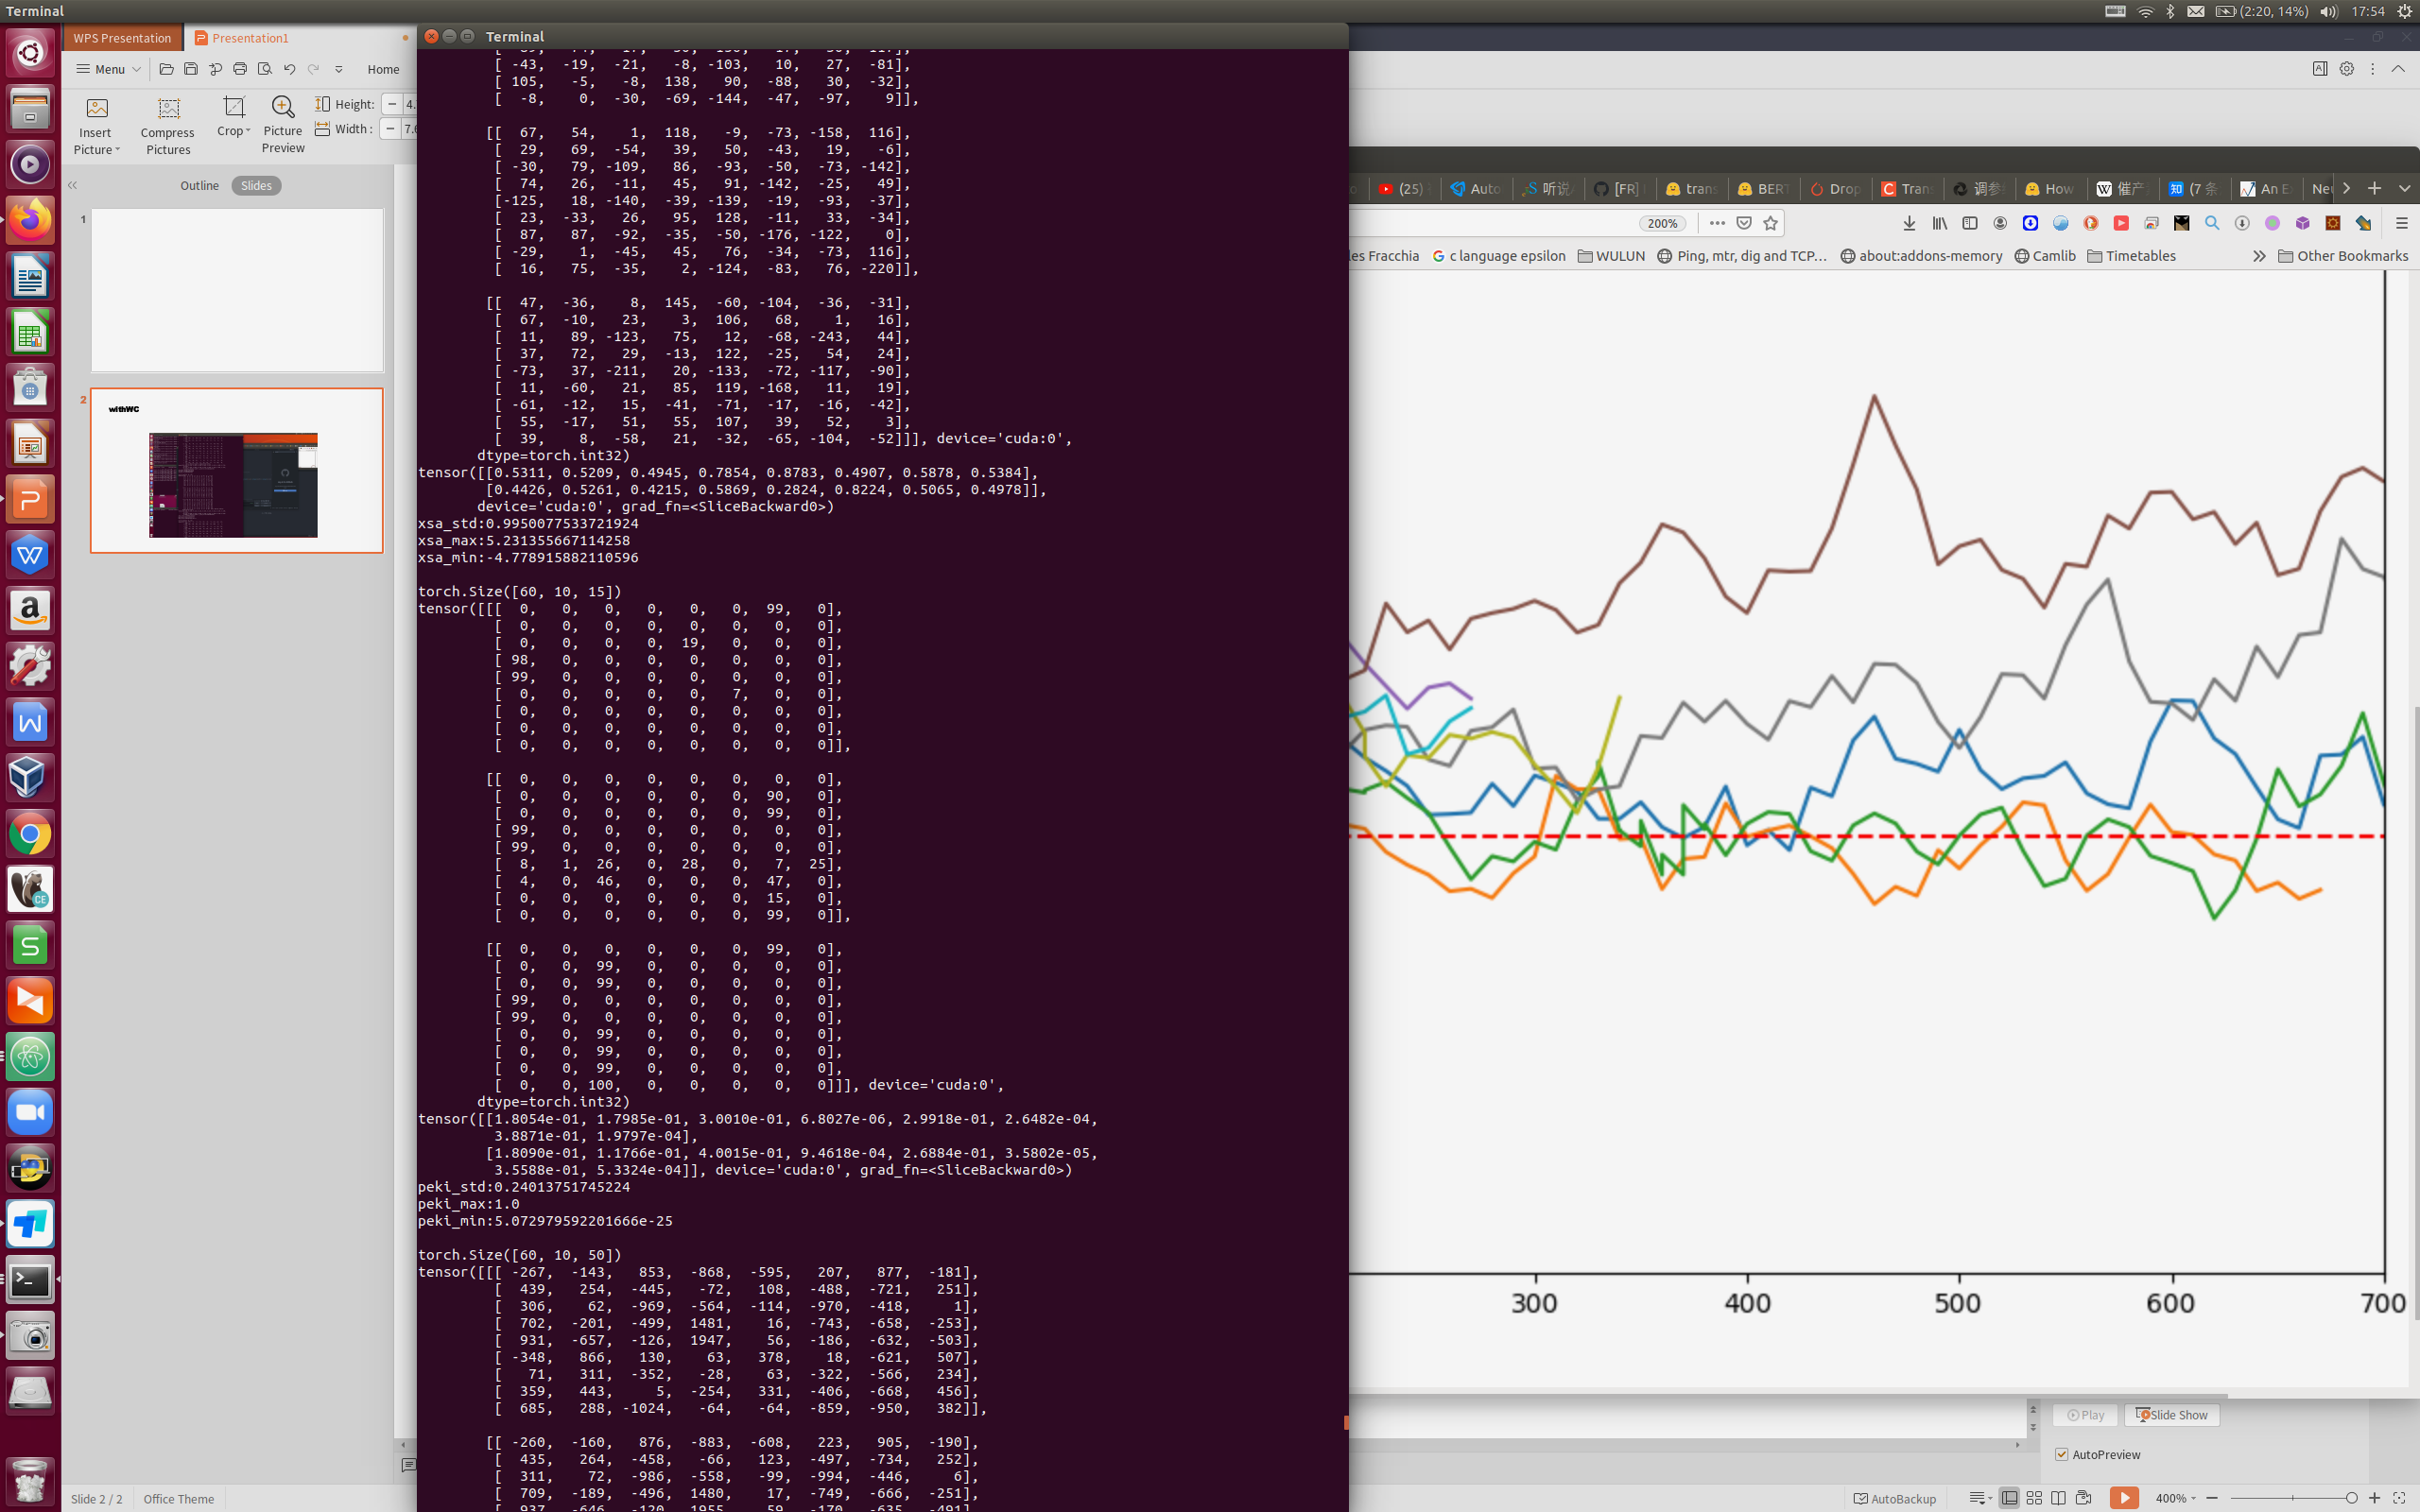 Terminal
(2:20, 14%)
17:54
WPS Presentation
Presentation1
Menu
Home
Insert
Picture
Compress
Pictures
Crop
Picture
Preview
Height:
Width :
Outline
Slides
1
2
withWC
Slide 2 / 2
Office Theme
Terminal
[ -43, -19, -21, -8, -103, 10, 27, -81],
[ 105, -5, -8, 138, 90, -88, 30, -32],
[ -8, 0, -30, -69, -144, -47, -97, 9]],
[[ 67, 54, 1, 118, -9, -73, -158, 116],
[ 29, 69, -54, 39, 50, -43, 19, -6],
[ -30, 79, -109, 86, -93, -50, -73, -142],
[ 74, 26, -11, 45, 91, -142, -25, 49],
[-125, 18, -140, -39, -139, -19, -93, -37],
[ 23, -33, 26, 95, 128, -11, 33, -34],
[ 87, 87, -92, -35, -50, -176, -122, 0],
[ -29, 1, -45, 45, 76, -34, -73, 116],
[ 16, 75, -35, 2, -124, -83, 76, -220]],
[[ 47, -36, 8, 145, -60, -104, -36, -31],
[ 67, -10, 23, 3, 106, 68, 1, 16],
[ 11, 89, -123, 75, 12, -68, -243, 44],
[ 37, 72, 29, -13, 122, -25, 54, 24],
[ -73, 37, -211, 20, -133, -72, -117, -90],
[ 11, -60, 21, 85, 119, -168, 11, 19],
[ -61, -12, 15, -41, -71, -17, -16, -42],
[ 55, -17, 51, 55, 107, 39, 52, 3],
[ 39, 8, -58, 21, -32, -65, -104, -52]]], device='cuda:0',
dtype=torch.int32)
tensor([[0.5311, 0.5209, 0.4945, 0.7854, 0.8783, 0.4907, 0.5878, 0.5384],
[0.4426, 0.5261, 0.4215, 0.5869, 0.2824, 0.8224, 0.5065, 0.4978]],
device='cuda:0', grad_fn=<SliceBackward0>)
xsa_std:0.9950077533721924
xsa_max:5.231355667114258
xsa_min:-4.778915882110596
torch.Size([60, 10, 15])
tensor([[[ 0, 0, 0, 0, 0, 0, 99, 0],
[ 0, 0, 0, 0, 0, 0, 0, 0],
[ 0, 0, 0, 0, 19, 0, 0, 0],
[ 98, 0, 0, 0, 0, 0, 0, 0],
[ 99, 0, 0, 0, 0, 0, 0, 0],
[ 0, 0, 0, 0, 0, 7, 0, 0],
[ 0, 0, 0, 0, 0, 0, 0, 0],
[ 0, 0, 0, 0, 0, 0, 0, 0],
[ 0, 0, 0, 0, 0, 0, 0, 0]],
[[ 0, 0, 0, 0, 0, 0, 0, 0],
[ 0, 0, 0, 0, 0, 0, 90, 0],
[ 0, 0, 0, 0, 0, 0, 99, 0],
[ 99, 0, 0, 0, 0, 0, 0, 0],
[ 99, 0, 0, 0, 0, 0, 0, 0],
[ 8, 1, 26, 0, 28, 0, 7, 25],
[ 4, 0, 46, 0, 0, 0, 47, 0],
[ 0, 0, 0, 0, 0, 0, 15, 0],
[ 0, 0, 0, 0, 0, 0, 99, 0]],
[[ 0, 0, 0, 0, 0, 0, 99, 0],
[ 0, 0, 99, 0, 0, 0, 0, 0],
[ 0, 0, 99, 0, 0, 0, 0, 0],
[ 99, 0, 0, 0, 0, 0, 0, 0],
[ 99, 0, 0, 0, 0, 0, 0, 0],
[ 0, 0, 99, 0, 0, 0, 0, 0],
[ 0, 0, 99, 0, 0, 0, 0, 0],
[ 0, 0, 99, 0, 0, 0, 0, 0],
[ 0, 0, 100, 0, 0, 0, 0, 0]]], device='cuda:0',
dtype=torch.int32)
tensor([[1.8054e-01, 1.7985e-01, 3.0010e-01, 6.8027e-06, 2.9918e-01, 2.6482e-04,
3.8871e-01, 1.9797e-04],
[1.8090e-01, 1.1766e-01, 4.0015e-01, 9.4618e-04, 2.6884e-01, 3.5802e-05,
3.5588e-01, 5.3324e-04]], device='cuda:0', grad_fn=<SliceBackward0>)
peki_std:0.24013751745224
peki_max:1.0
peki_min:5.072979592201666e-25
torch.Size([60, 10, 50])
tensor([[[ -267, -143, 853, -868, -595, 207, 877, -181],
[ 439, 254, -445, -72, 108, -488, -721, 251],
[ 306, 62, -969, -564, -114, -970, -418, 1],
[ 702, -201, -499, 1481, 16, -743, -658, -253],
[ 931, -657, -126, 1947, 56, -186, -632, -503],
[ -348, 866, 130, 63, 378, 18, -621, 507],
[ 71, 311, -352, -28, 63, -322, -566, 234],
[ 359, 443, 5, -254, 331, -406, -668, 456],
[ 685, 288, -1024, -64, -64, -859, -950, 382]],
[[ -260, -160, 876, -883, -608, 223, 905, -190],
[ 435, 264, -458, -66, 123, -497, -734, 252],
[ 311, 72, -986, -558, -99, -994, -446, 6],
[ 709, -189, -496, 1480, 17, -749, -666, -251],
(25)
Auto
听说
[FR]
trans
BERT
Drop
Tran
调参
How
催产
(7 条
An E
Neu
200%
les Fracchia
c language epsilon
WULUN
Ping, mtr, dig and TCP…
about:addons-memory
Camlib
Timetables
Other Bookmarks
300 400 500 600 700
Play
Slide Show
AutoPreview
AutoBackup
400%